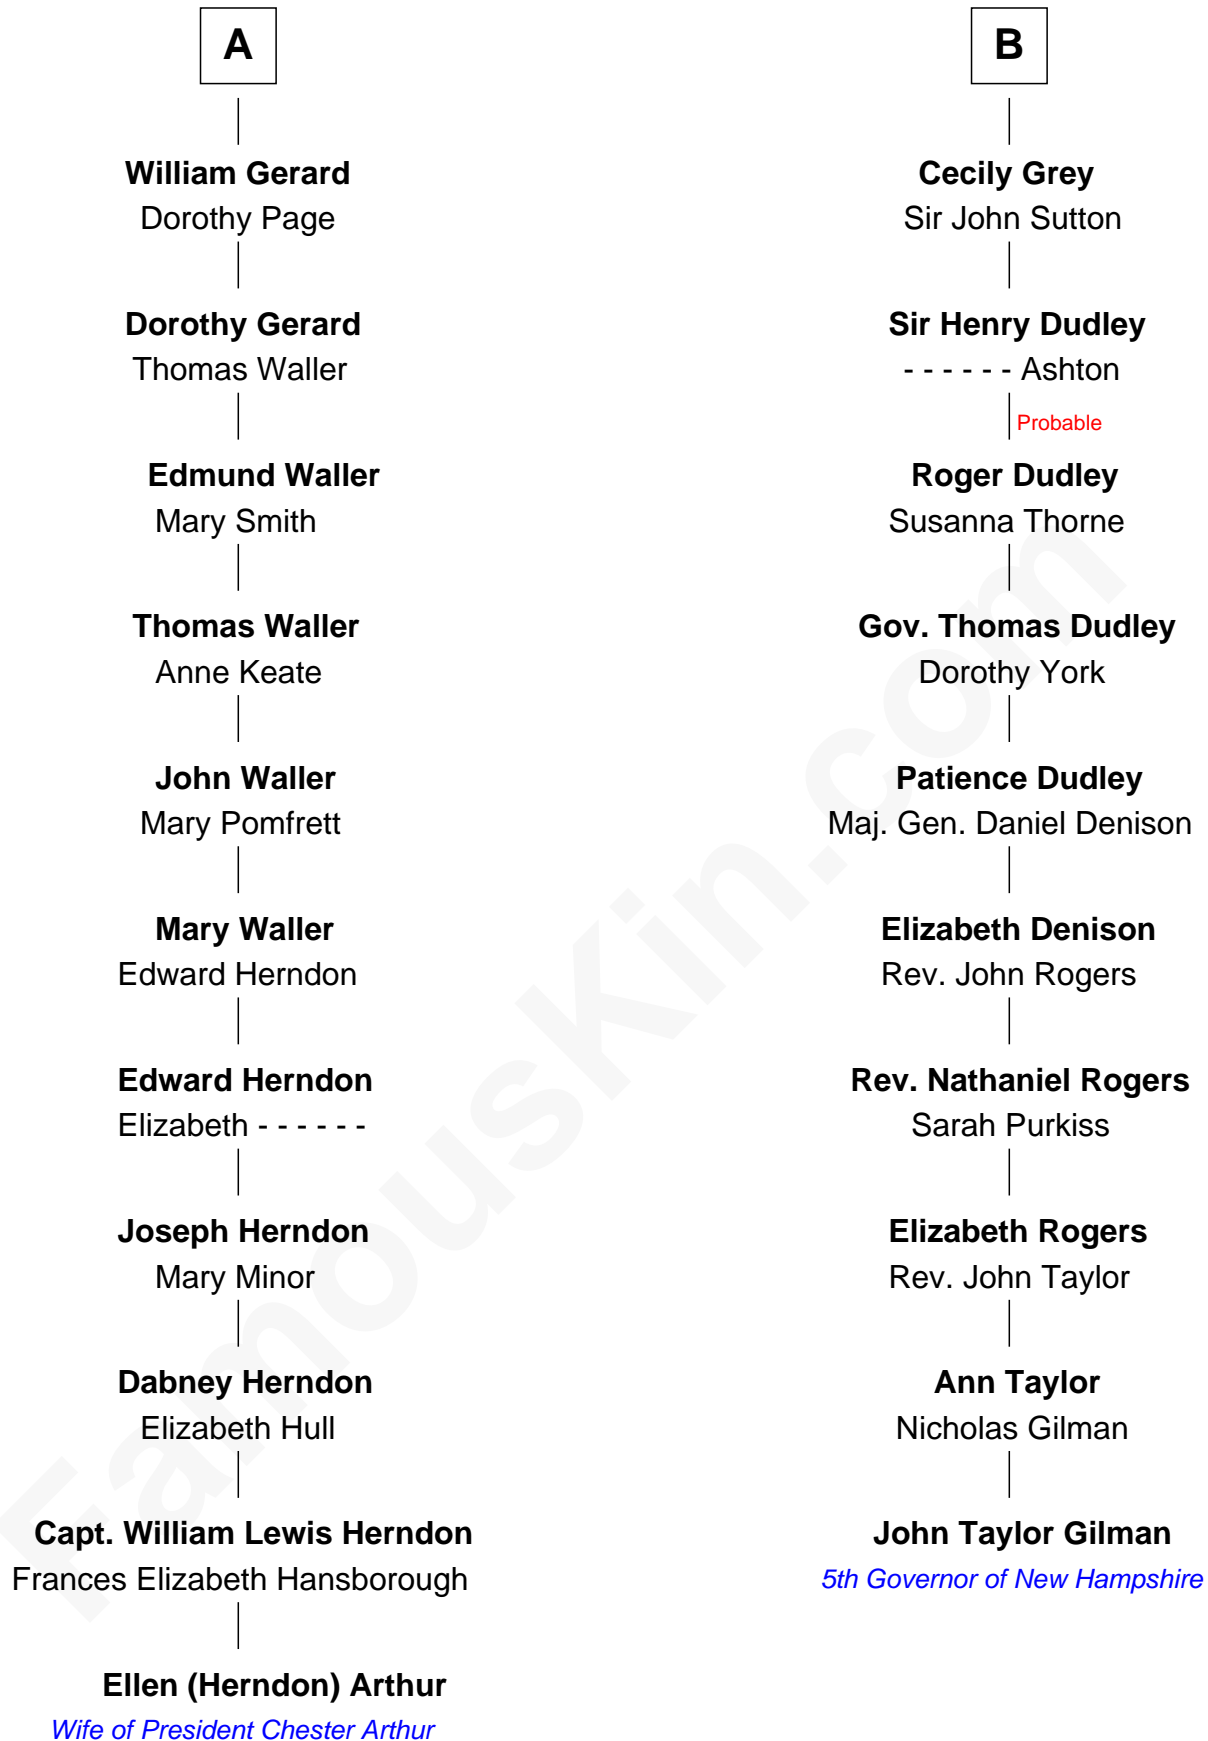 A
William Gerard
Dorothy Page
Dorothy Gerard
Thomas Waller
Edmund Waller
Mary Smith
Thomas Waller
Anne Keate
John Waller
Mary Pomfrett
Mary Waller
Edward Herndon
Edward Herndon
Elizabeth - - - - - -
Joseph Herndon
Mary Minor
Dabney Herndon
Elizabeth Hull
Capt. William Lewis Herndon
Frances Elizabeth Hansborough
Ellen (Herndon) Arthur
Wife of President Chester Arthur
B
Cecily Grey
Sir John Sutton
Sir Henry Dudley
- - - - - - Ashton
Probable
Roger Dudley
Susanna Thorne
Gov. Thomas Dudley
Dorothy York
Patience Dudley
Maj. Gen. Daniel Denison
Elizabeth Denison
Rev. John Rogers
Rev. Nathaniel Rogers
Sarah Purkiss
Elizabeth Rogers
Rev. John Taylor
Ann Taylor
Nicholas Gilman
John Taylor Gilman
5th Governor of New Hampshire
FamousKin.com